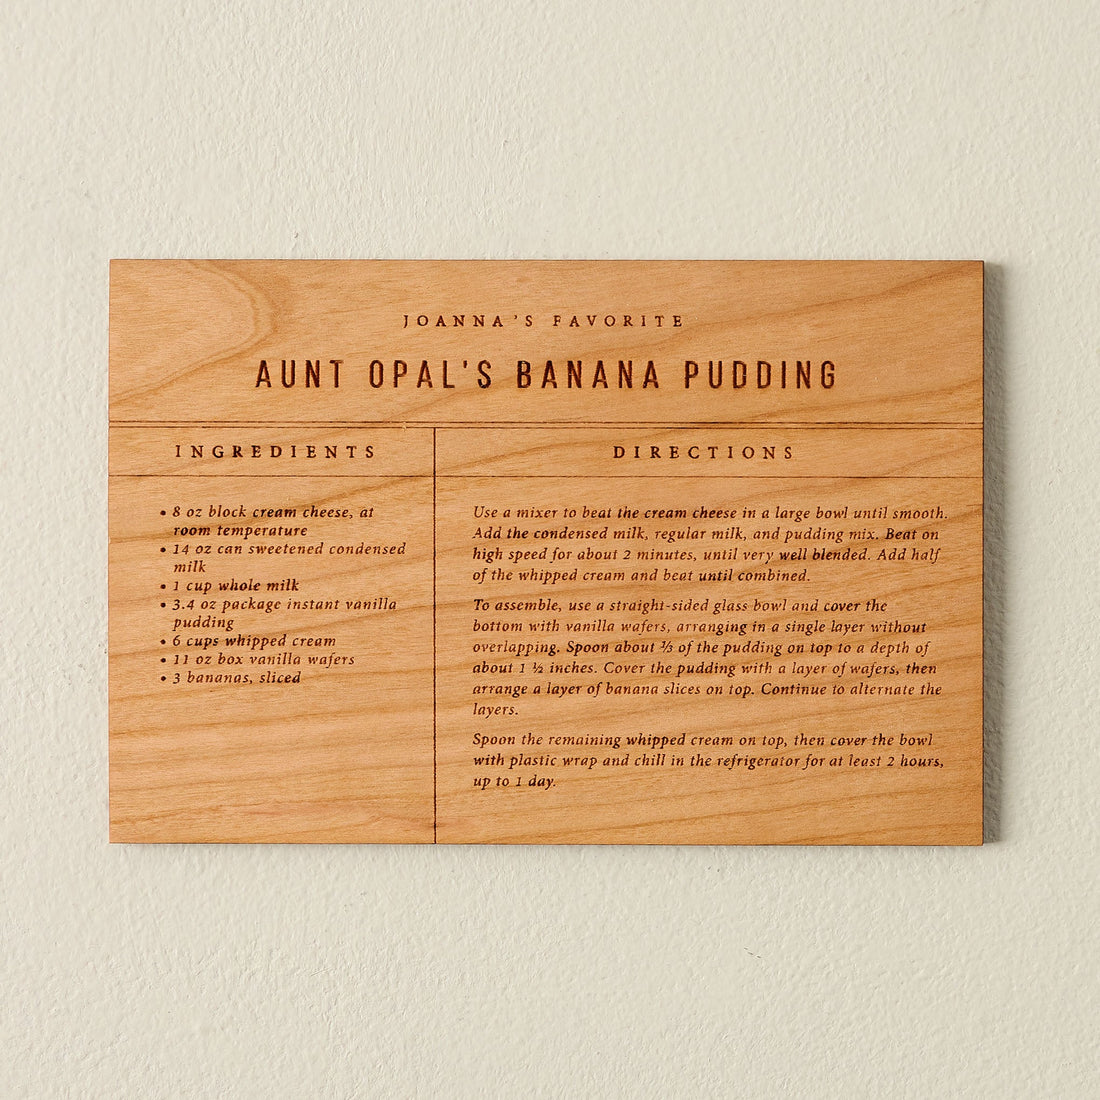 JOANNA'S FAVORITE
AUNT OPAL'S BANANA PUDDING
INGREDIENTS
• 8 oz block cream cheese, at
room temperature
• 14 oz can sweetened condensed
milk
• 1 cup whole milk
• 3.4 oz package instant vanilla
pudding
• 6 cups whipped cream
• 11 oz box vanilla wafers
• 3 bananas, sliced
DIRECTIONS
Use a mixer to beat the cream cheese in a large bowl until smooth.
Add the condensed milk, regular milk, and pudding mix. Beat on
high speed for about 2 minutes, until very well blended. Add half
of the whipped cream and beat until combined.
To assemble, use a straight-sided glass bowl and cover the
bottom with vanilla wafers, arranging in a single layer without
overlapping. Spoon about ⅓ of the pudding on top to a depth of
about 1 ½ inches. Cover the pudding with a layer of wafers, then
arrange a layer of banana slices on top. Continue to alternate the
layers.
Spoon the remaining whipped cream on top, then cover the bowl
with plastic wrap and chill in the refrigerator for at least 2 hours,
up to 1 day.